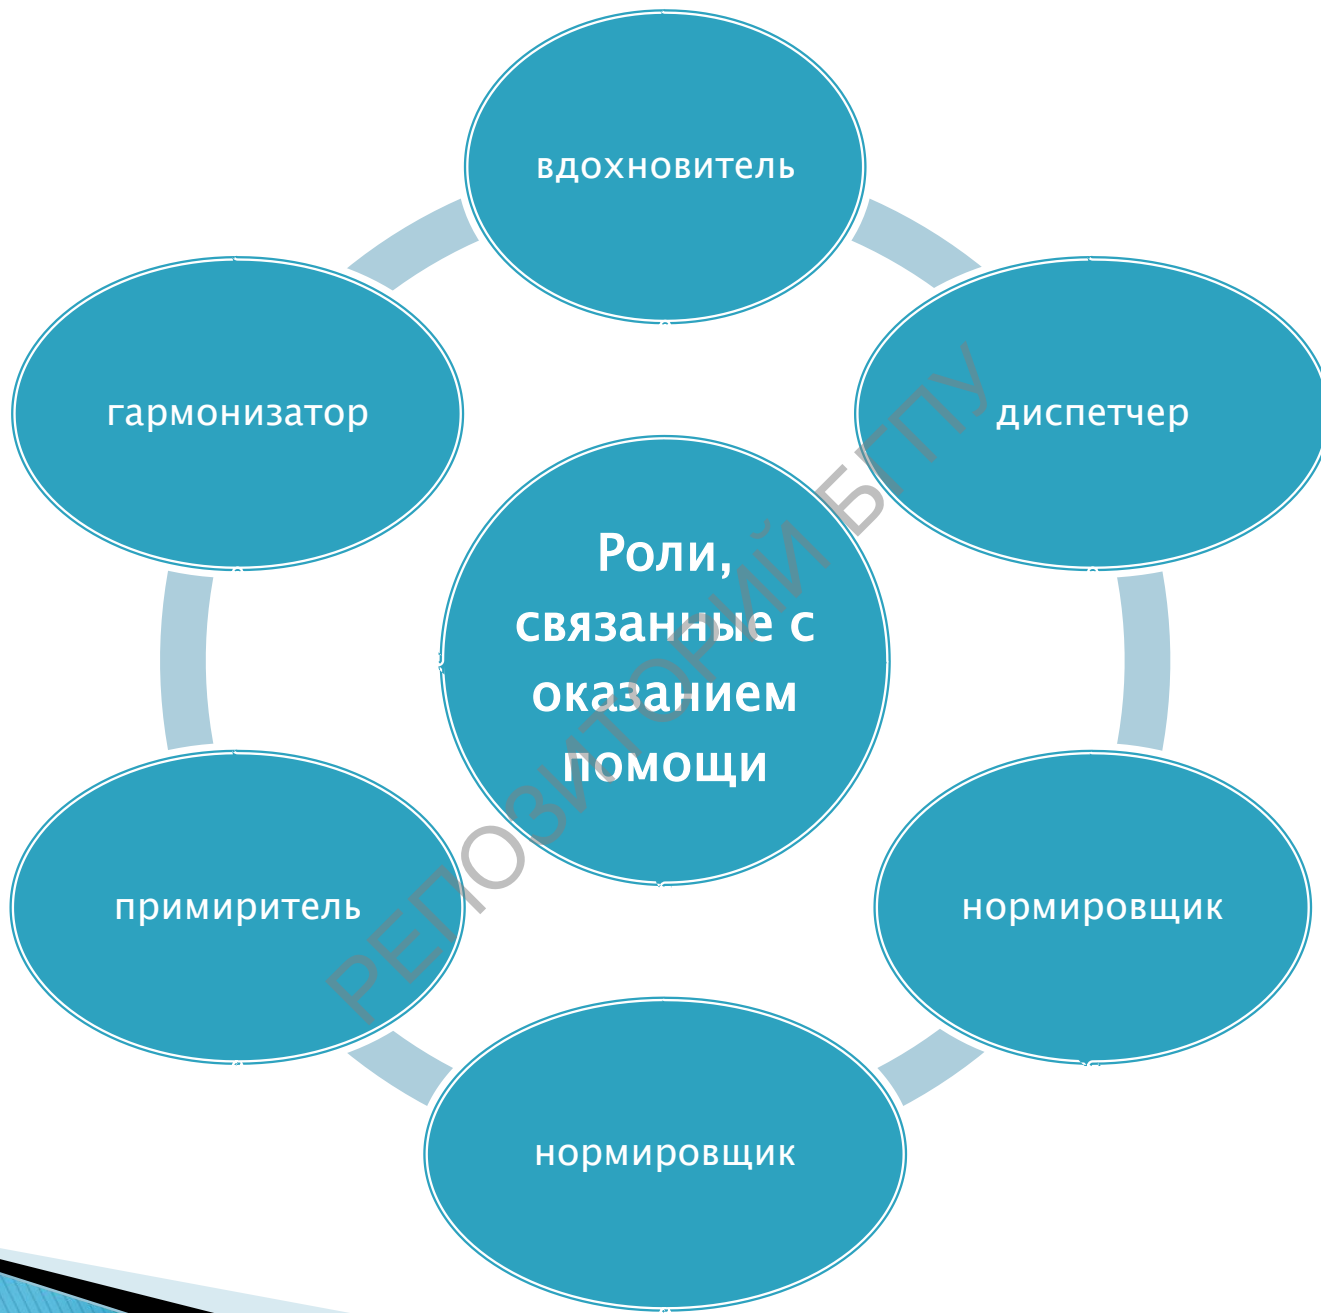 вдохновитель
гармонизатор
диспетчер
Роли,
связанные с
оказанием
помощи
примиритель
нормировщик
нормировщик
РЕПОЗИТОРИЙ БГПУ